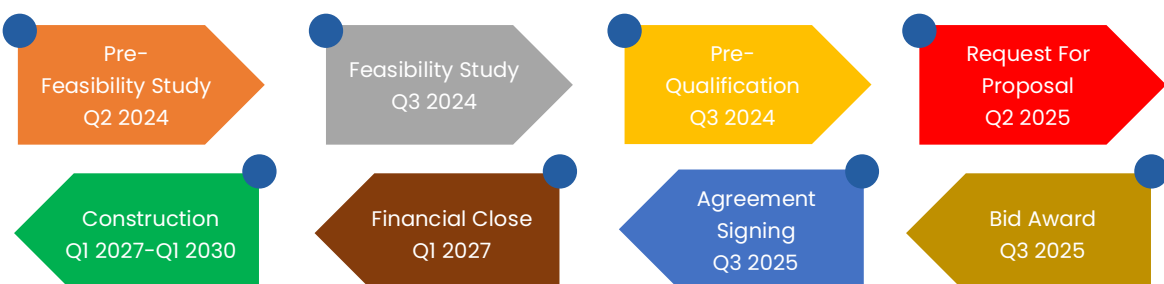 Pre-
Feasibility Study
Q2 2024
Feasibility Study
Q3 2024
Pre-
Qualification
Q3 2024
Request For
Proposal
Q2 2025
Construction
Q1 2027-Q1 2030
Financial Close
Q1 2027
Agreement
Signing
Q3 2025
Bid Award
Q3 2025